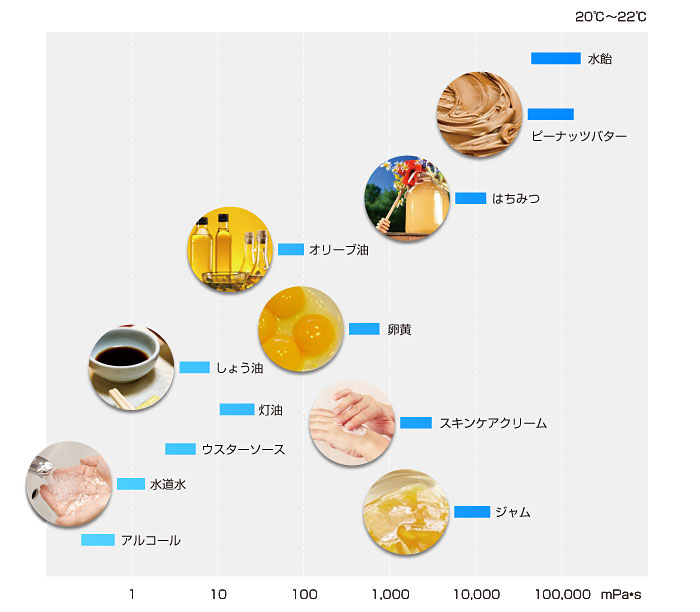 20℃〜22℃
水飴
ピーナッツバター
はちみつ
オリーブ油
卵黄
しょう油
灯油
スキンケアクリーム
ウスターソース
水道水
ジャム
アルコール
1 10 100 1,000 10,000 100,000 mPa•s